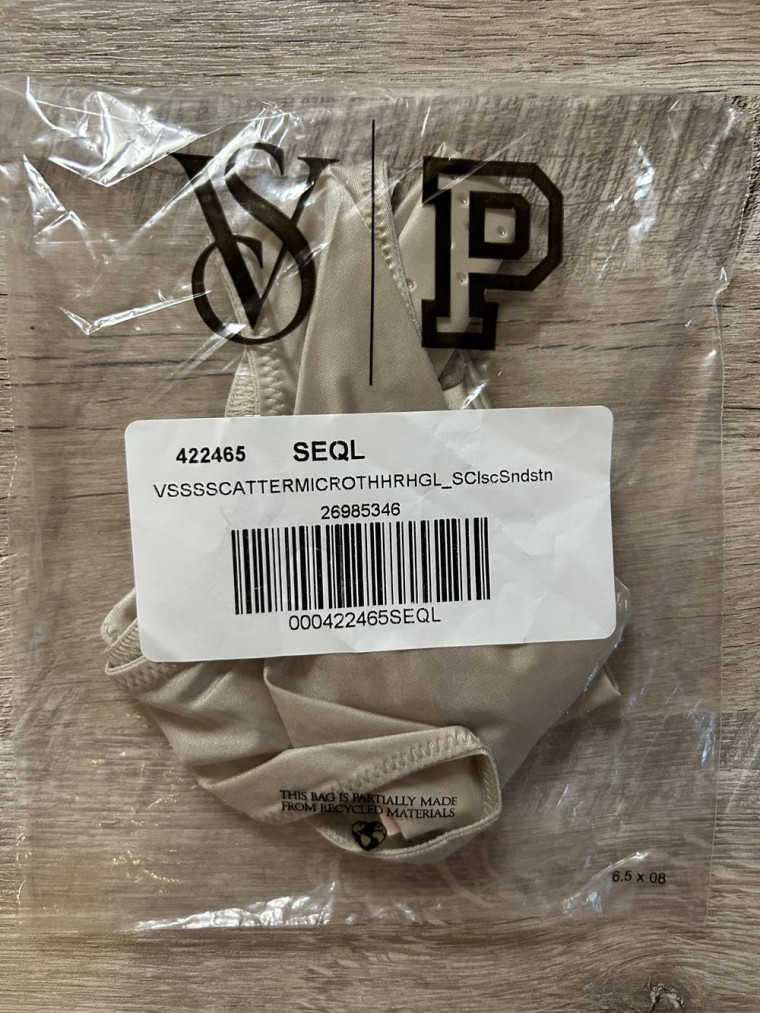 VS P
422465 SEQL
VSSSSCATTERMICROTHHRHGL_SClscSndstn
26985346
000422465SEQL
THIS BAG IS PARTIALLY MADE
FROM RECYCLED MATERIALS
6.5 x 08